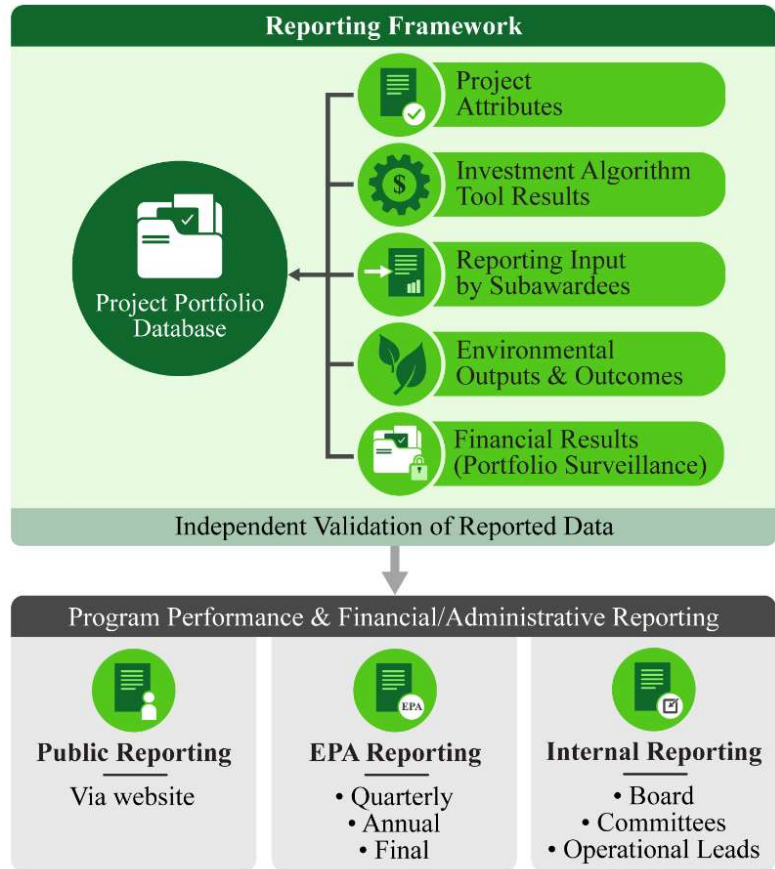 Reporting Framework
Project
Attributes
Investment Algorithm
Tool Results
Reporting Input
by Subawardees
Environmental
Outputs & Outcomes
Financial Results
(Portfolio Surveillance)
$
Project Portfolio
Database
Independent Validation of Reported Data
Program Performance & Financial/Administrative Reporting
Public Reporting
Via website
EPA
EPA Reporting
• Quarterly
• Annual
• Final
Internal Reporting
• Board
• Committees
• Operational Leads